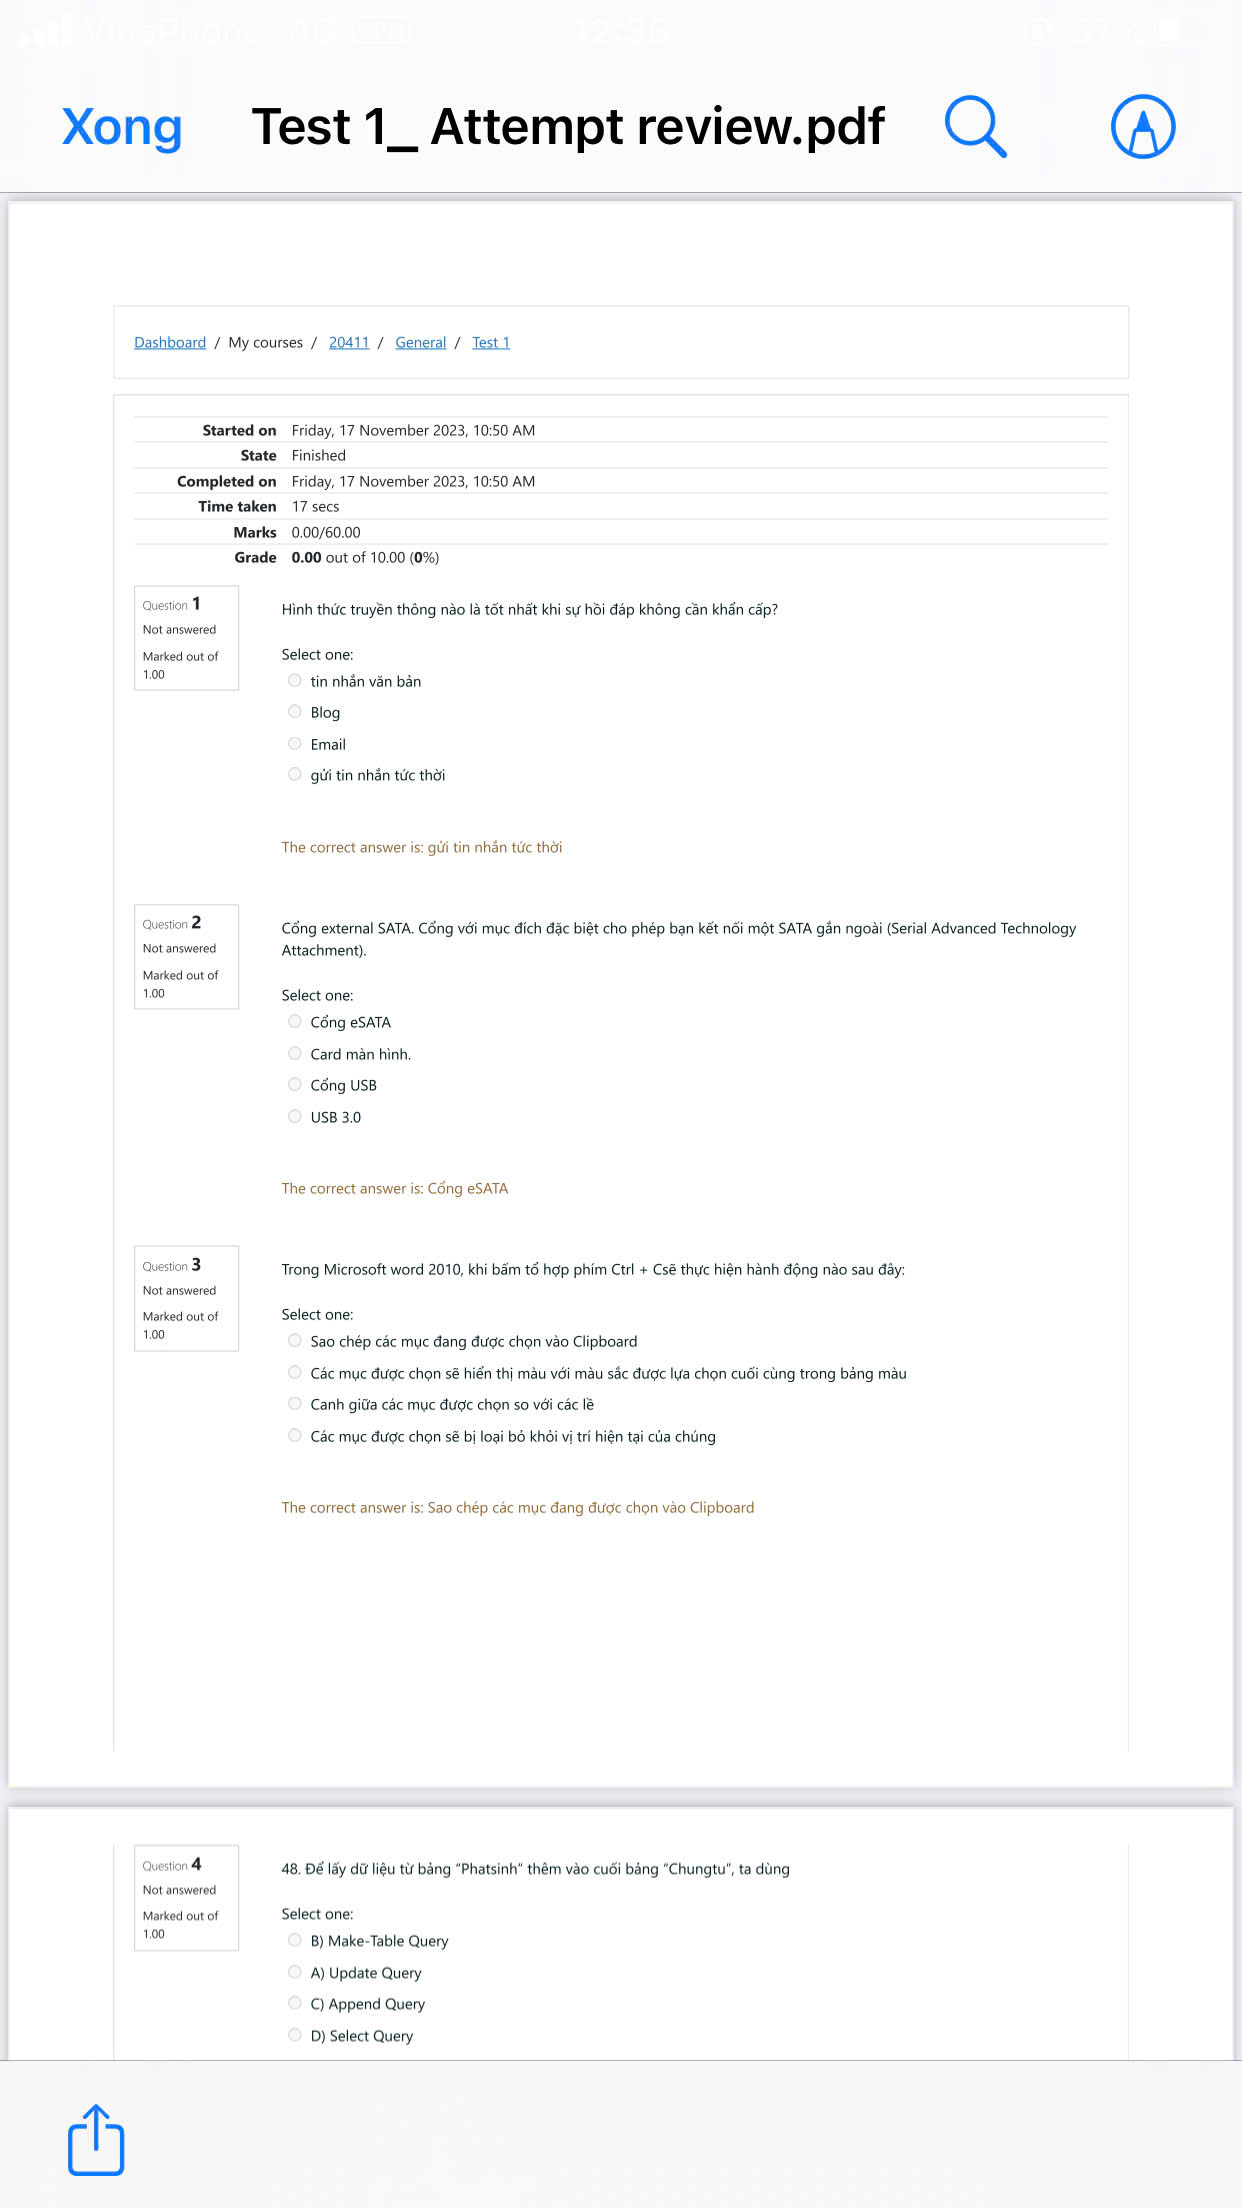 Xong
Test 1_ Attempt review.pdf
Dashboard / My courses / 20411 / General / Test 1
Started on Friday, 17 November 2023, 10:50 AM
State Finished
Completed on Friday, 17 November 2023, 10:50 AM
Time taken 17 secs
Marks 0.00/60.00
Grade 0.00 out of 10.00 (0%)
Question 1
Not answered
Marked out of
1.00
Hình thức truyền thông nào là tốt nhất khi sự hồi đáp không cần khẩn cấp?
Select one:
tin nhắn văn bản
Blog
Email
gửi tin nhắn tức thời
The correct answer is: gửi tin nhắn tức thời
Question 2
Not answered
Marked out of
1.00
Cổng external SATA. Cổng với mục đích đặc biệt cho phép bạn kết nối một SATA gắn ngoài (Serial Advanced Technology
Attachment).
Select one:
Cổng eSATA
Card màn hình.
Cổng USB
USB 3.0
The correct answer is: Cổng eSATA
Question 3
Not answered
Marked out of
1.00
Trong Microsoft word 2010, khi bấm tổ hợp phím Ctrl + Csẽ thực hiện hành động nào sau đây:
Select one:
Sao chép các mục đang được chọn vào Clipboard
Các mục được chọn sẽ hiển thị màu với màu sắc được lựa chọn cuối cùng trong bảng màu
Canh giữa các mục được chọn so với các lề
Các mục được chọn sẽ bị loại bỏ khỏi vị trí hiện tại của chúng
The correct answer is: Sao chép các mục đang được chọn vào Clipboard
Question 4
Not answered
Marked out of
1.00
48. Để lấy dữ liệu từ bảng “Phatsinh” thêm vào cuối bảng “Chungtu”, ta dùng
Select one:
B) Make-Table Query
A) Update Query
C) Append Query
D) Select Query